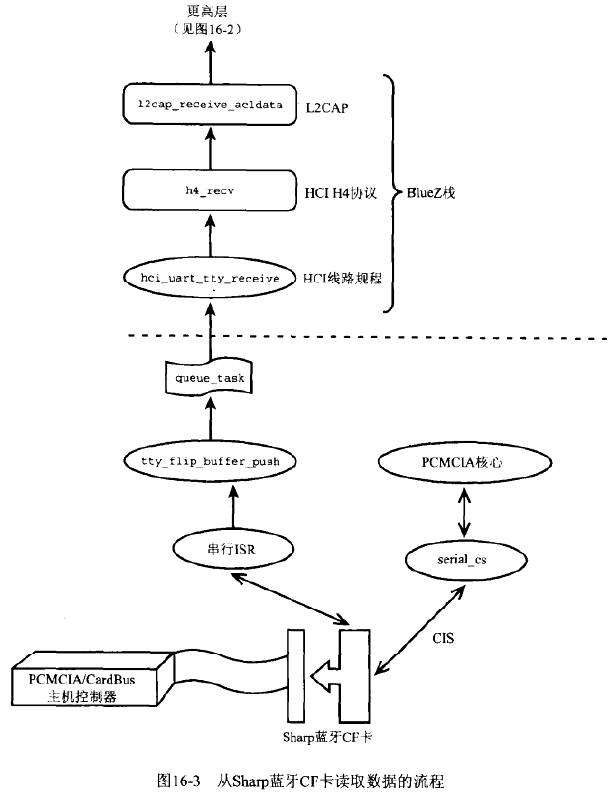 更高层
（见图16-2）
l2cap_receive_acldata
L2CAP
h4_recv
HCI H4协议
BlueZ栈
hci_uart_tty_receive
HCI线路规程
queue_task
tty_flip_buffer_push
PCMCIA核心
串行ISR
serial_cs
CIS
PCMCIA/CardBus
主机控制器
Sharp蓝牙CF卡
图16-3 从Sharp蓝牙CF卡读取数据的流程